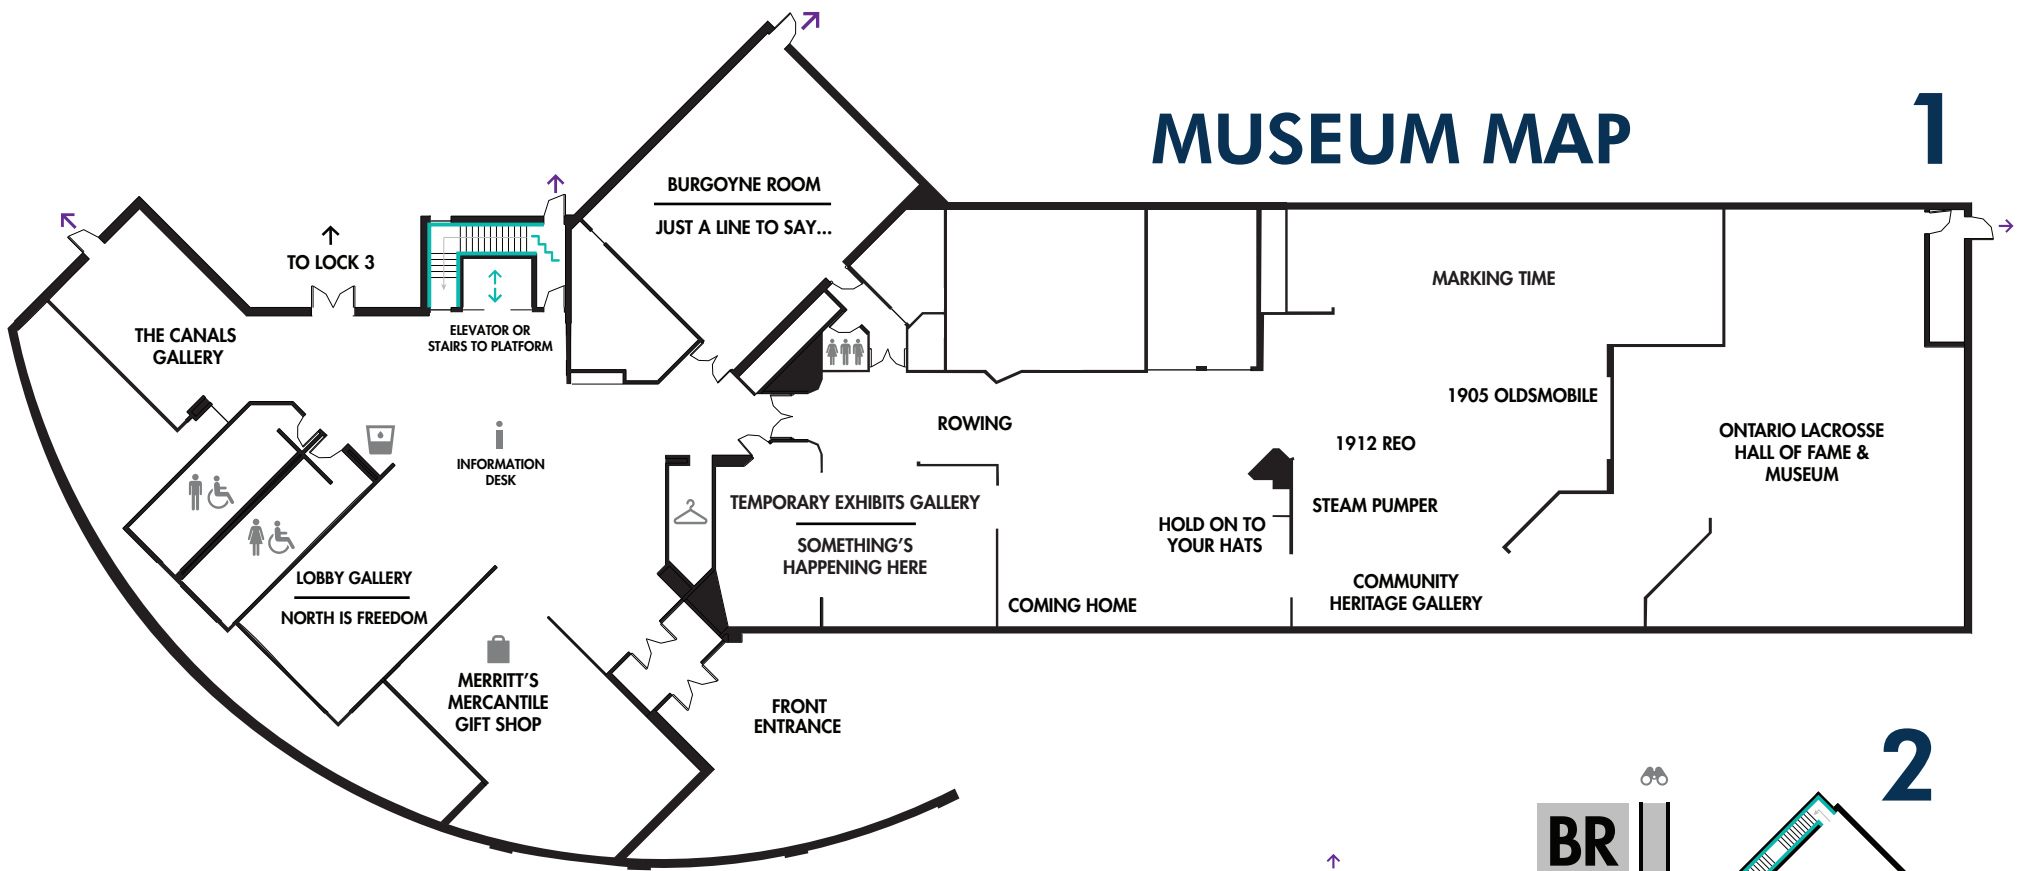 MUSEUM MAP
1
BURGOYNE ROOM
JUST A LINE TO SAY...
TO LOCK 3
MARKING TIME
THE CANALS
GALLERY
ELEVATOR OR
STAIRS TO PLATFORM
1905 OLDSMOBILE
ROWING
1912 REO
ONTARIO LACROSSE
HALL OF FAME &
MUSEUM
INFORMATION
DESK
TEMPORARY EXHIBITS GALLERY
SOMETHING'S
HAPPENING HERE
STEAM PUMPER
HOLD ON TO
YOUR HATS
LOBBY GALLERY
NORTH IS FREEDOM
COMING HOME
COMMUNITY
HERITAGE GALLERY
MERRITT'S
MERCANTILE
GIFT SHOP
FRONT
ENTRANCE
2
BR